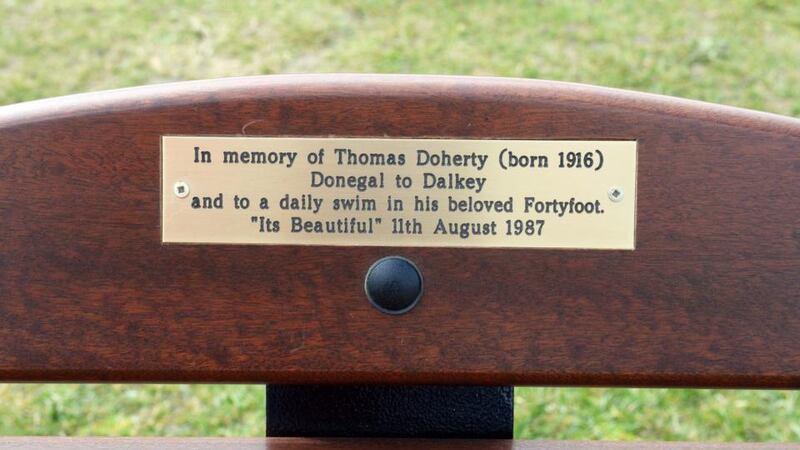 In memory of Thomas Doherty (born 1916)
Donegal to Dalkey
and to a daily swim in his beloved Fortyfoot.
"Its Beautiful" 11th August 1987